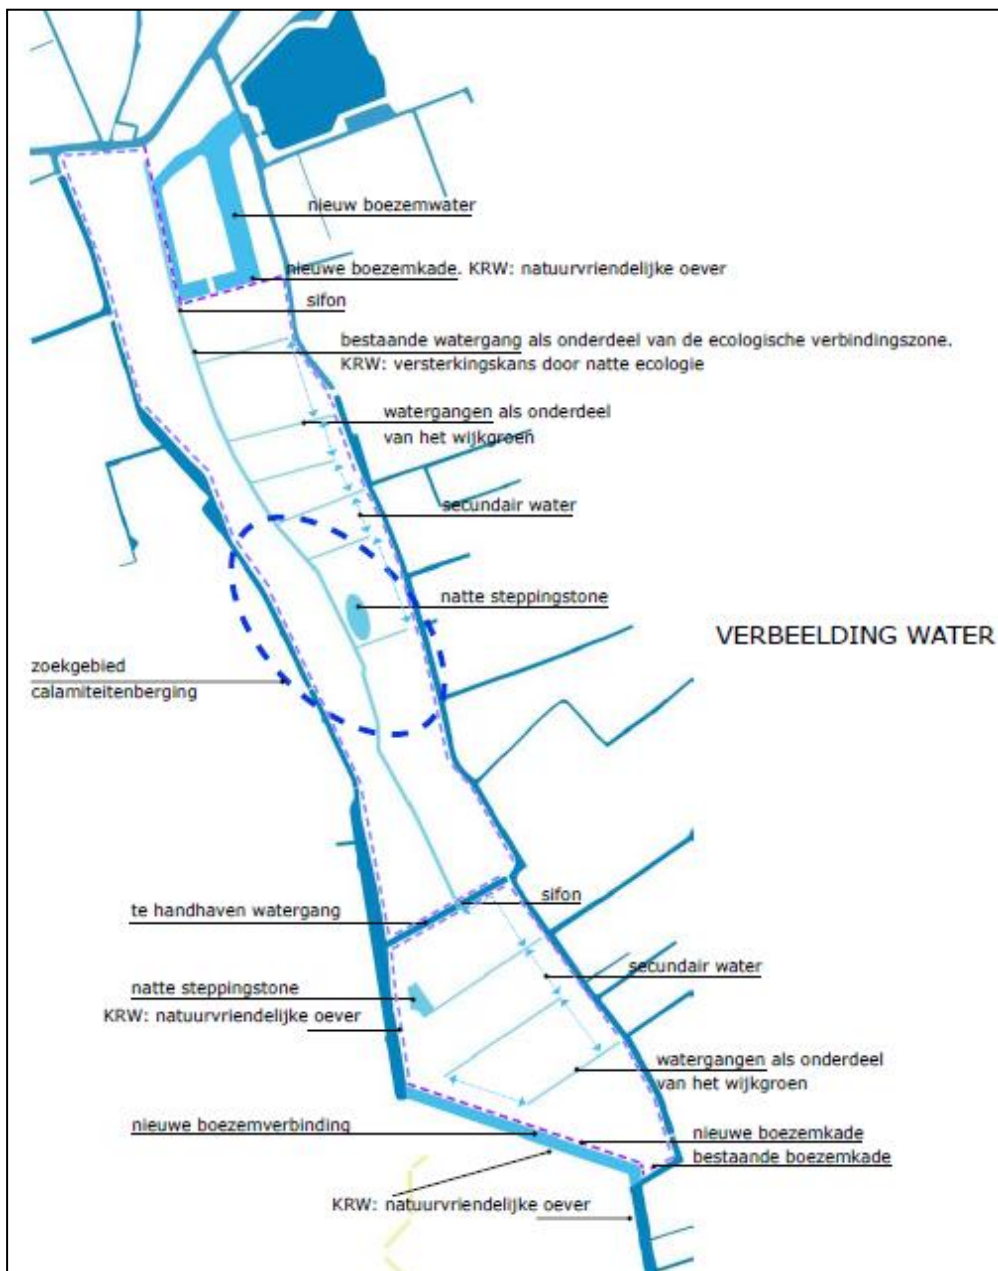 nieuw boezemwater
nieuwe boezemkade. KRW: natuurvriendelijke oever
sifon
bestaande watergang als onderdeel van de ecologische verbindingszone.
KRW: versterkingskans door natte ecologie
watergangen als onderdeel
van het wijkgroen
secundair water
natte steppingstone
VERBEELDING WATER
zoekgebied
calamiteitenberging
sifon
te handhaven watergang
secundair water
natte steppingstone
KRW: natuurvriendelijke oever
watergangen als onderdeel
van het wijkgroen
nieuwe boezemverbinding
nieuwe boezemkade
bestaande boezemkade
KRW: natuurvriendelijke oever